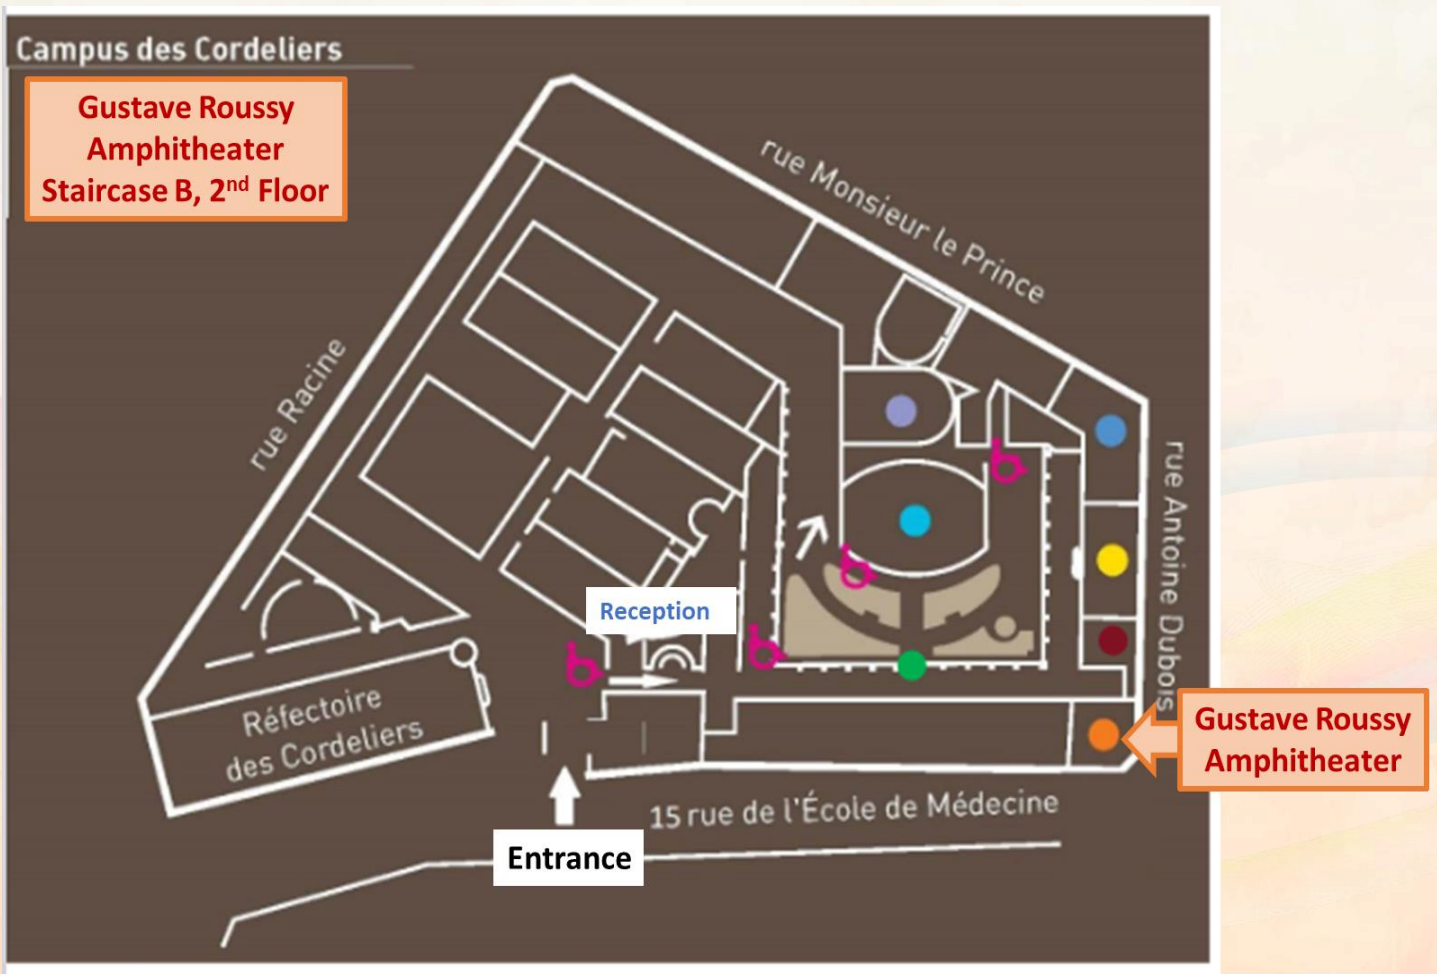 Campus des Cordeliers
Gustave Roussy
Amphitheater
Staircase B, 2nd Floor
rue Monsieur le Prince
rue Racine
rue Antoine Dubois
Reception
Réfectoire
des Cordeliers
Gustave Roussy
Amphitheater
15 rue de l'École de Médecine
Entrance